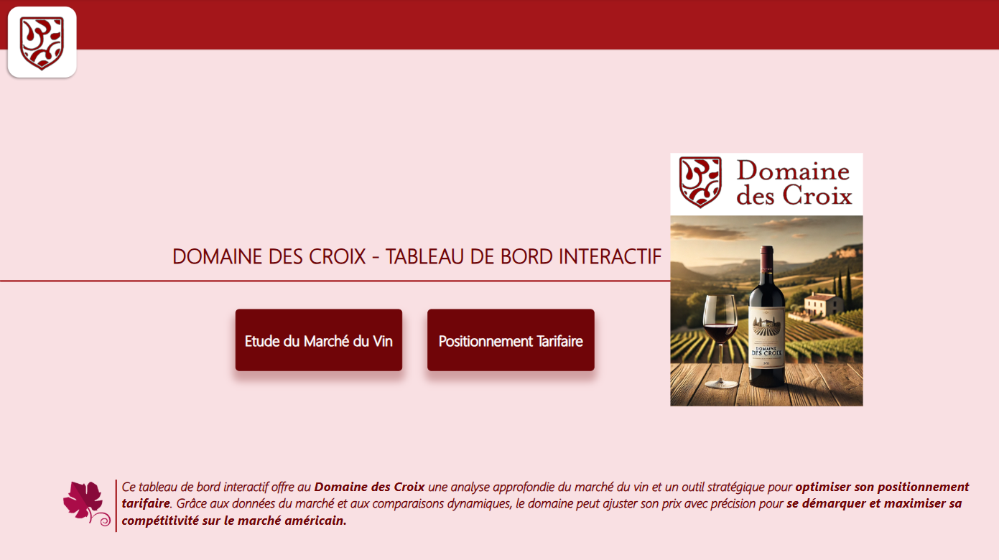 Domaine
des Croix
DOMAINE DES CROIX - TABLEAU DE BORD INTERACTIF
Etude du Marché du Vin
Positionnement Tarifaire
DOMAINE
DES CROIX
Ce tableau de bord interactif offre au Domaine des Croix une analyse approfondie du marché du vin et un outil stratégique pour optimiser son positionnement
tarifaire. Grâce aux données du marché et aux comparaisons dynamiques, le domaine peut ajuster son prix avec précision pour se démarquer et maximiser sa
compétitivité sur le marché américain.